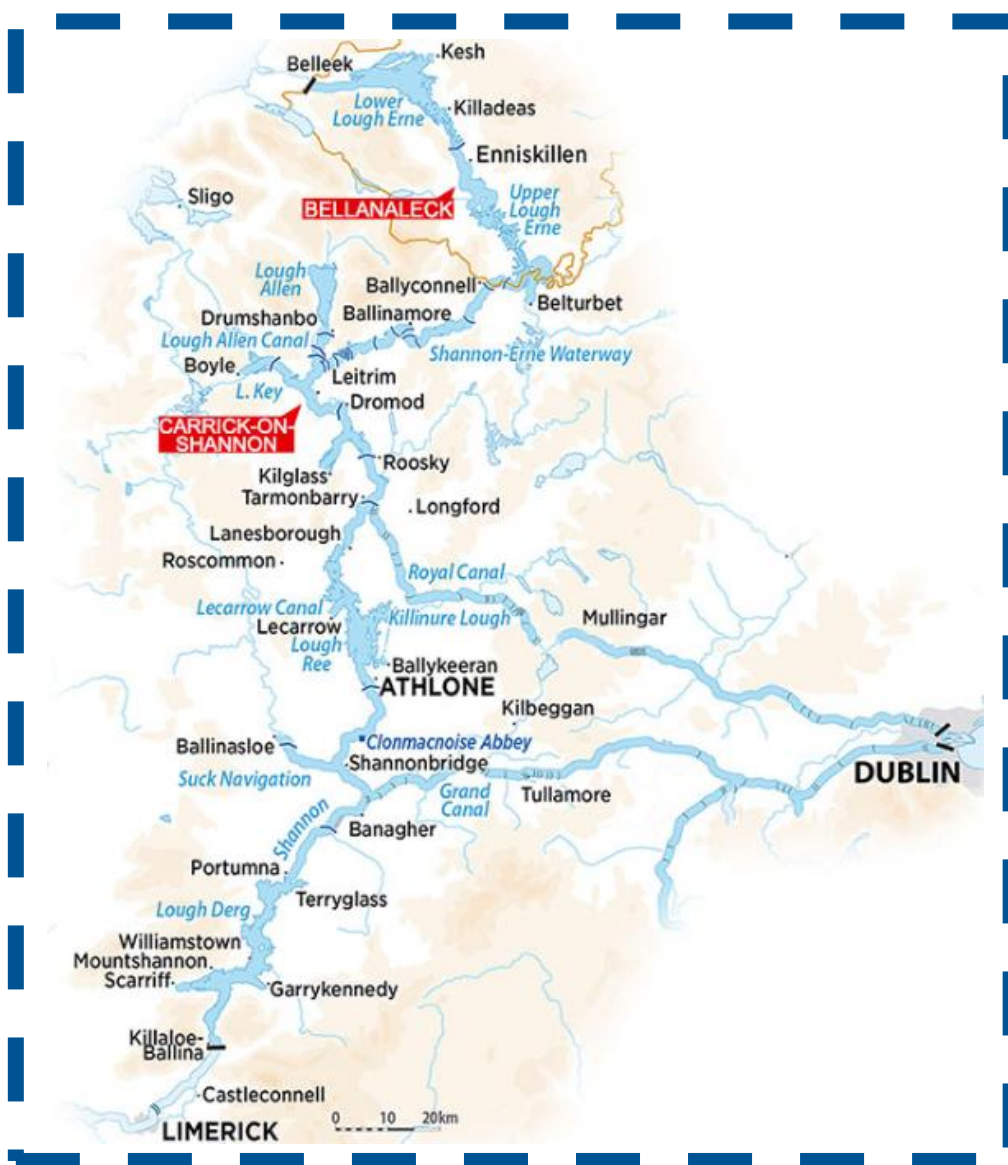 Kesh
Belleek
Lower
Lough Erne
Killadeas
Enniskillen
BELLANALECK
Upper
Lough
Erne
Sligo
Lough
Allen
Ballyconnell
Belturbet
Drumshanbo
Ballinamore
Lough Allen Canal
Shannon-Erne Waterway
Boyle
Leitrim
L. Key
Dromod
CARRICK-ON-
SHANNON
Roosky
Kilglass
Tarmonbarry
Longford
Lanesborough
Roscommon
Royal Canal
Lecarrow Canal
Killinure Lough
Mullingar
Lecarrow
Lough
Ree
Ballykeeran
ATHLONE
Kilbeggan
Ballinasloe
Clonmacnoise Abbey
Shannonbridge
Suck Navigation
DUBLIN
Grand
Canal
Tullamore
Shannon
Banagher
Portumna
Terryglass
Lough Derg
Williamstown
Mountshannon
Scarriff
Garrykennedy
Killaloe-
Ballina
Castleconnell
0 10 20km
LIMERICK